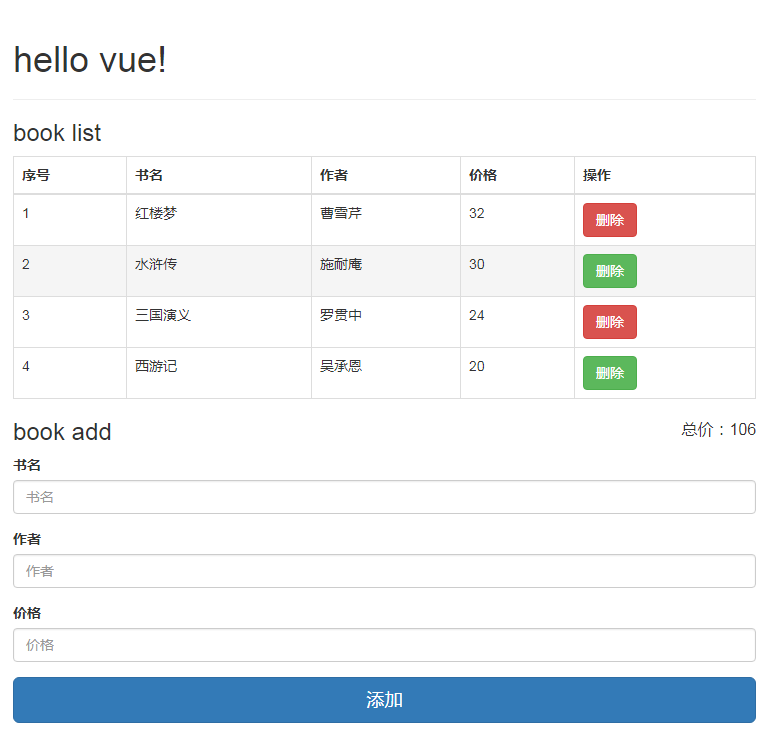 hello vue!
book list
序号 书名 作者 价格 操作
1 红楼梦 曹雪芹 32 删除
2 水浒传 施耐庵 30 删除
3 三国演义 罗贯中 24 删除
4 西游记 吴承恩 20 删除
book add 总价：106
书名
书名
作者
作者
价格
价格
添加